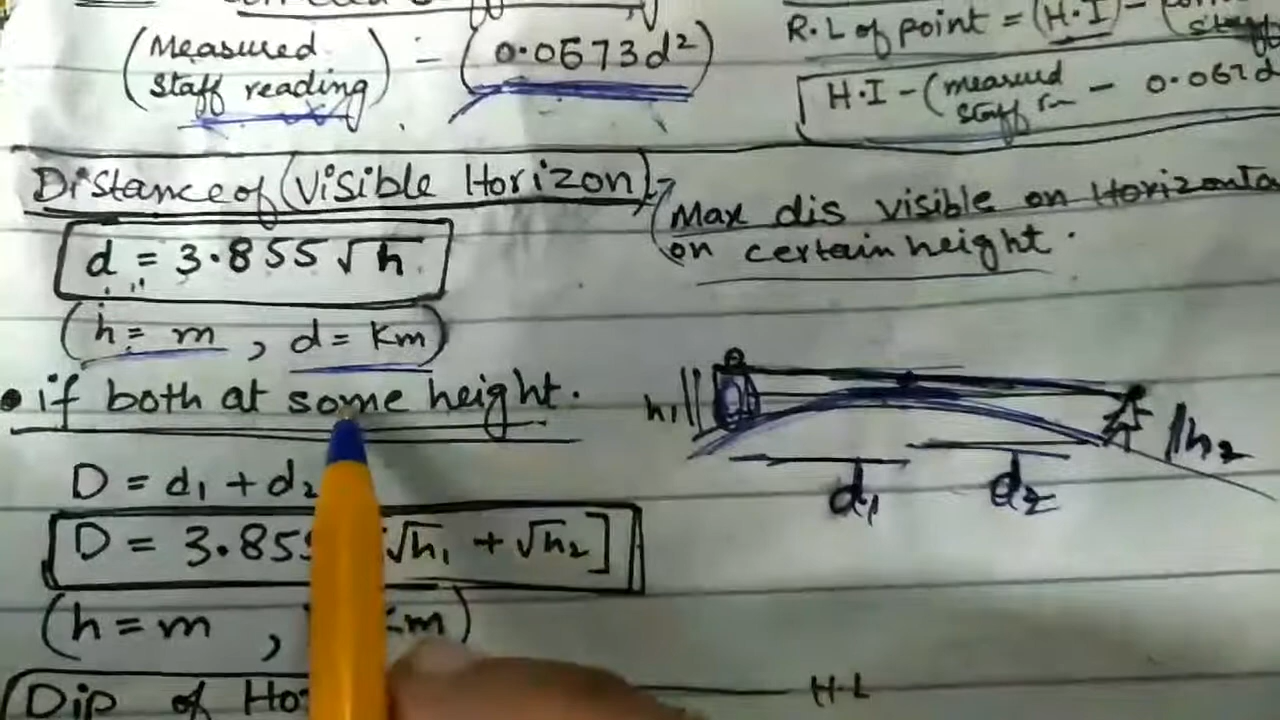 R.L of point = (H.I) -
(Measured Staff reading) - (0.0673d²)
H.I - (measured staff - 0.067d
Distance of (Visible Horizon)
(Max dis visible on Horizonta
on certain height.
d = 3.855√h
(h = m, d = Km)
• if both at some height.
h₁
h₂
D = d₁ + d₂
d₁ d₂
D = 3.85 √h₁ + √h₂]
(h = m, Km)
Dip of Ho
H.L